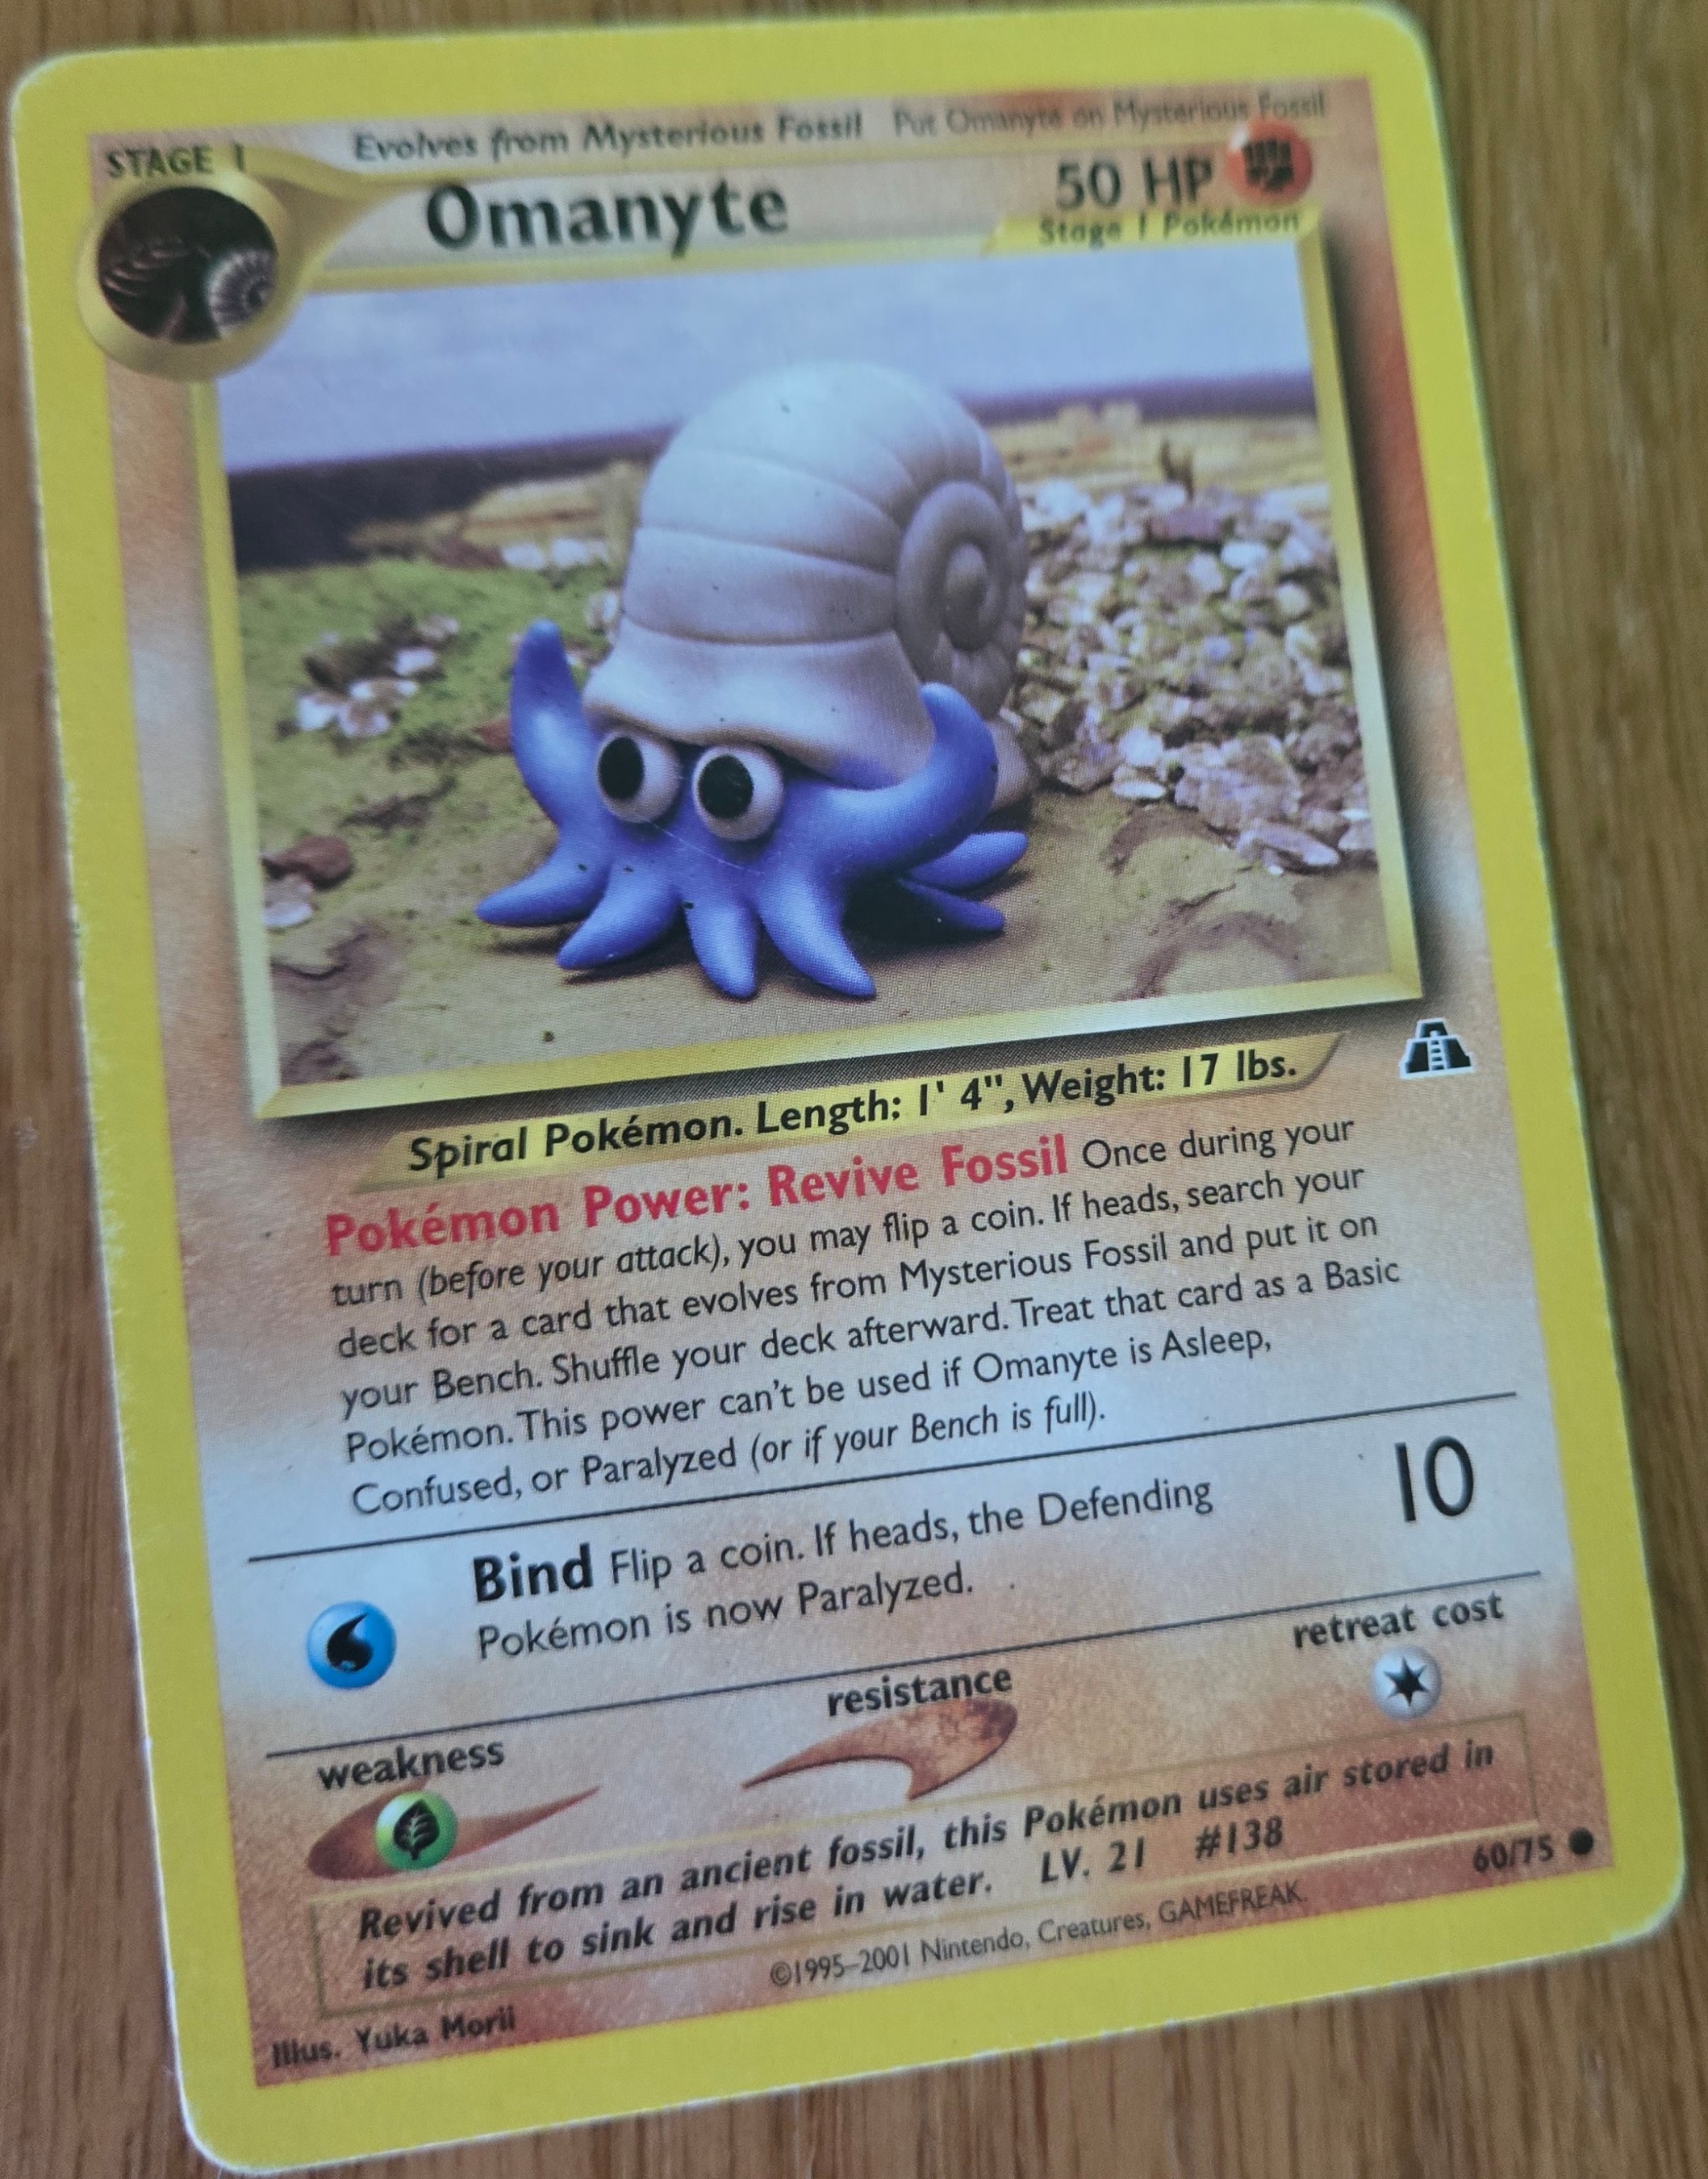 Evolves from Mysterious Fossil Put Omanyte on Mysterious Fossil
STAGE 1
Omanyte 50 HP
Stage 1 Pokémon
Spiral Pokémon. Length: 1' 4", Weight: 17 lbs.
Pokémon Power: Revive Fossil Once during your
turn (before your attack), you may flip a coin. If heads, search your
deck for a card that evolves from Mysterious Fossil and put it on
your Bench. Shuffle your deck afterward. Treat that card as a Basic
Pokémon. This power can't be used if Omanyte is Asleep,
Confused, or Paralyzed (or if your Bench is full).
Bind Flip a coin. If heads, the Defending
Pokémon is now Paralyzed.
10
weakness
resistance
retreat cost
Revived from an ancient fossil, this Pokémon uses air stored in
its shell to sink and rise in water. LV. 21 #138
Illus. Yuka Morii
©1995–2001 Nintendo, Creatures, GAMEFREAK.
60/75